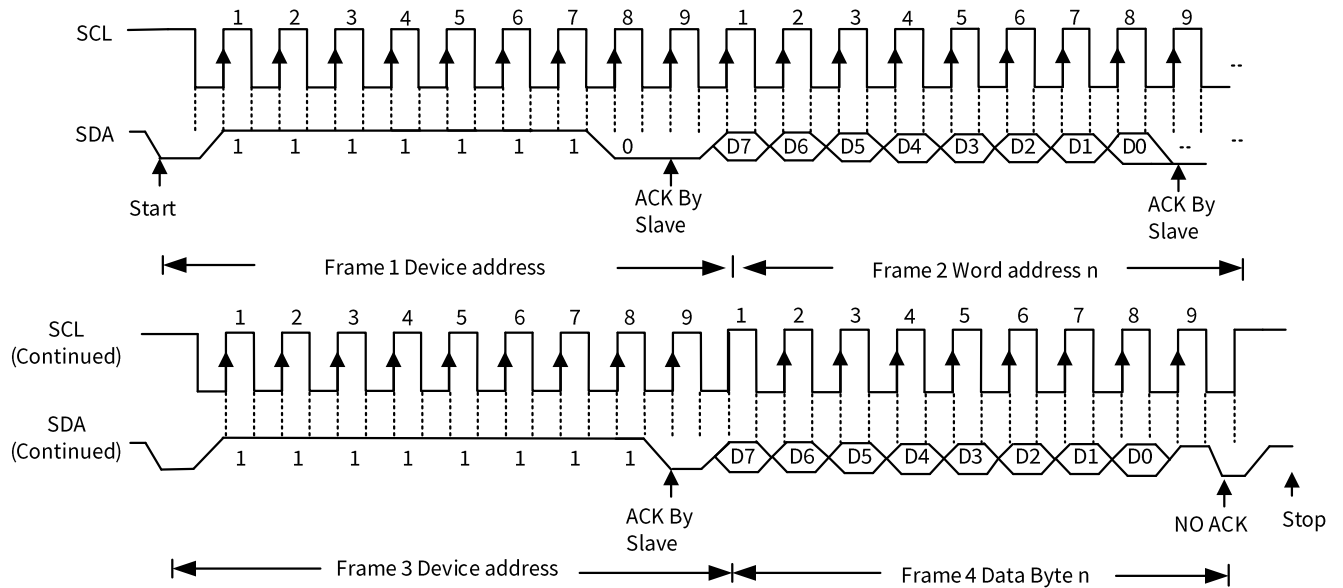 1 2 3 4 5 6 7 8 9 1 2 3 4 5 6 7 8 9
SCL
--
SDA
1 1 1 1 1 1 1 0 D7 D6 D5 D4 D3 D2 D1 D0 -- --
Start
ACK By
Slave
ACK By
Slave
Frame 1 Device address
Frame 2 Word address n
1 2 3 4 5 6 7 8 9 1 2 3 4 5 6 7 8 9
SCL
(Continued)
SDA
(Continued)
1 1 1 1 1 1 1 1 D7 D6 D5 D4 D3 D2 D1 D0
ACK By
Slave
NO ACK
Stop
Frame 3 Device address
Frame 4 Data Byte n